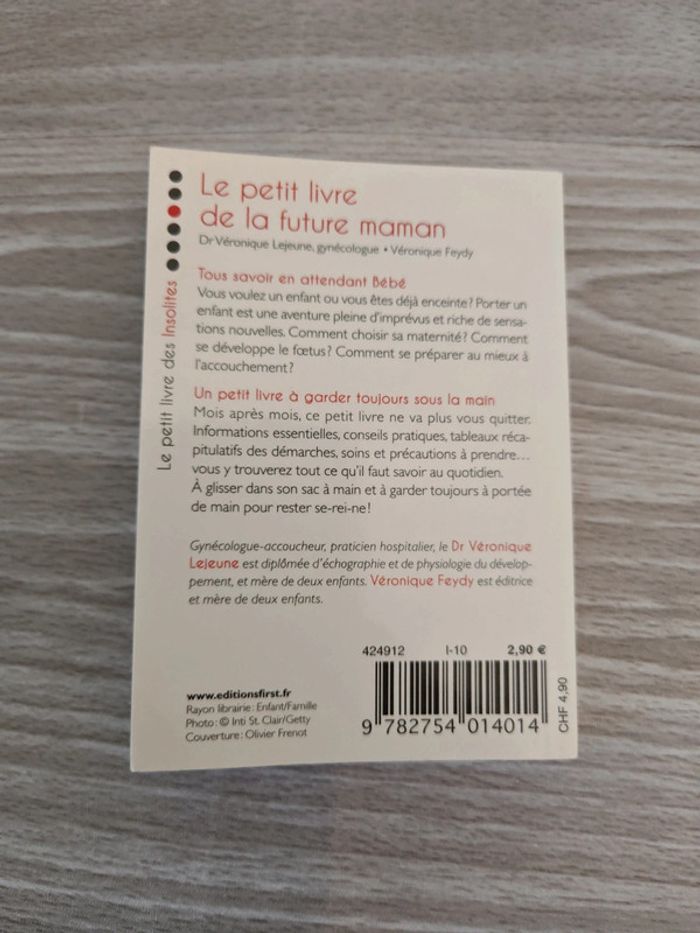 Le petit livre
de la future maman
Dr Véronique Lejeune, gynécologue • Véronique Feydy
Tous savoir en attendant Bébé
Vous voulez un enfant ou vous êtes déjà enceinte? Porter un
enfant est une aventure pleine d'imprévus et riche de sensa-
tions nouvelles. Comment choisir sa maternité? Comment
se développe le fœtus? Comment se préparer au mieux à
l'accouchement?
Un petit livre à garder toujours sous la main
Mois après mois, ce petit livre ne va plus vous quitter.
Informations essentielles, conseils pratiques, tableaux réca-
pitulatifs des démarches, soins et précautions à prendre…
vous y trouverez tout ce qu'il faut savoir au quotidien.
À glisser dans son sac à main et à garder toujours à portée
de main pour rester se-rei-ne!
Gynécologue-accoucheur, praticien hospitalier, le Dr Véronique
Lejeune est diplômée d'échographie et de physiologie du dévelop-
pement, et mère de deux enfants. Véronique Feydy est éditrice
et mère de deux enfants.
Le petit livre des Insolites
424912 I-10 2,90 €
www.editionsfirst.fr
Rayon librairie: Enfant/Famille
Photo: © Inti St. Clair/Getty
Couverture: Olivier Frenot
9 782754 014014
CHF 4,90